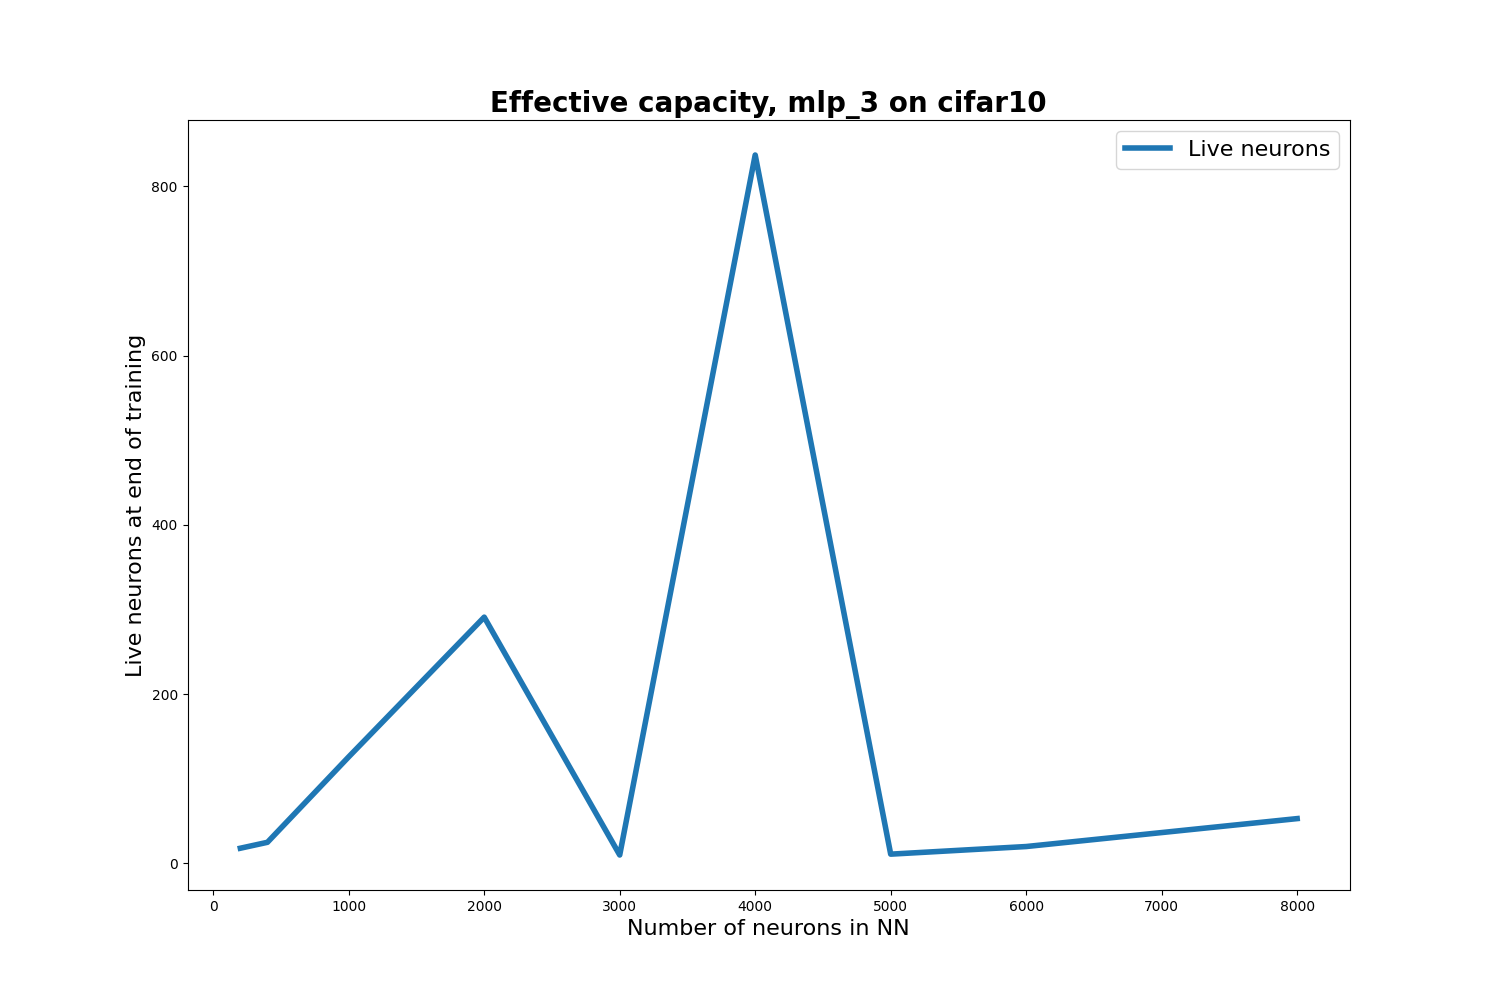 Effective capacity, mlp_3 on cifar10
Live neurons
Live neurons at end of training
800
600
400
200
0
0 1000 2000 3000 4000 5000 6000 7000 8000
Number of neurons in NN